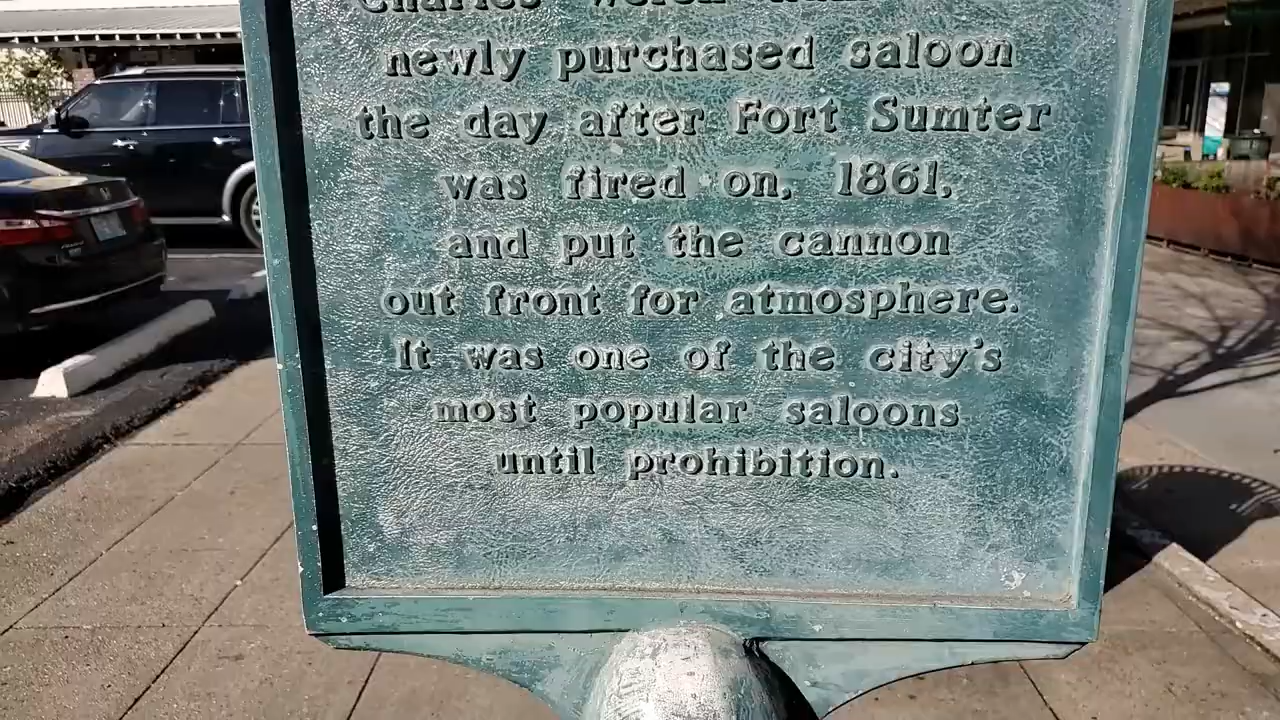 Charles
newly purchased saloon
the day after Fort Sumter
was fired on, 1861,
and put the cannon
out front for atmosphere.
It was one of the city's
most popular saloons
until prohibition.